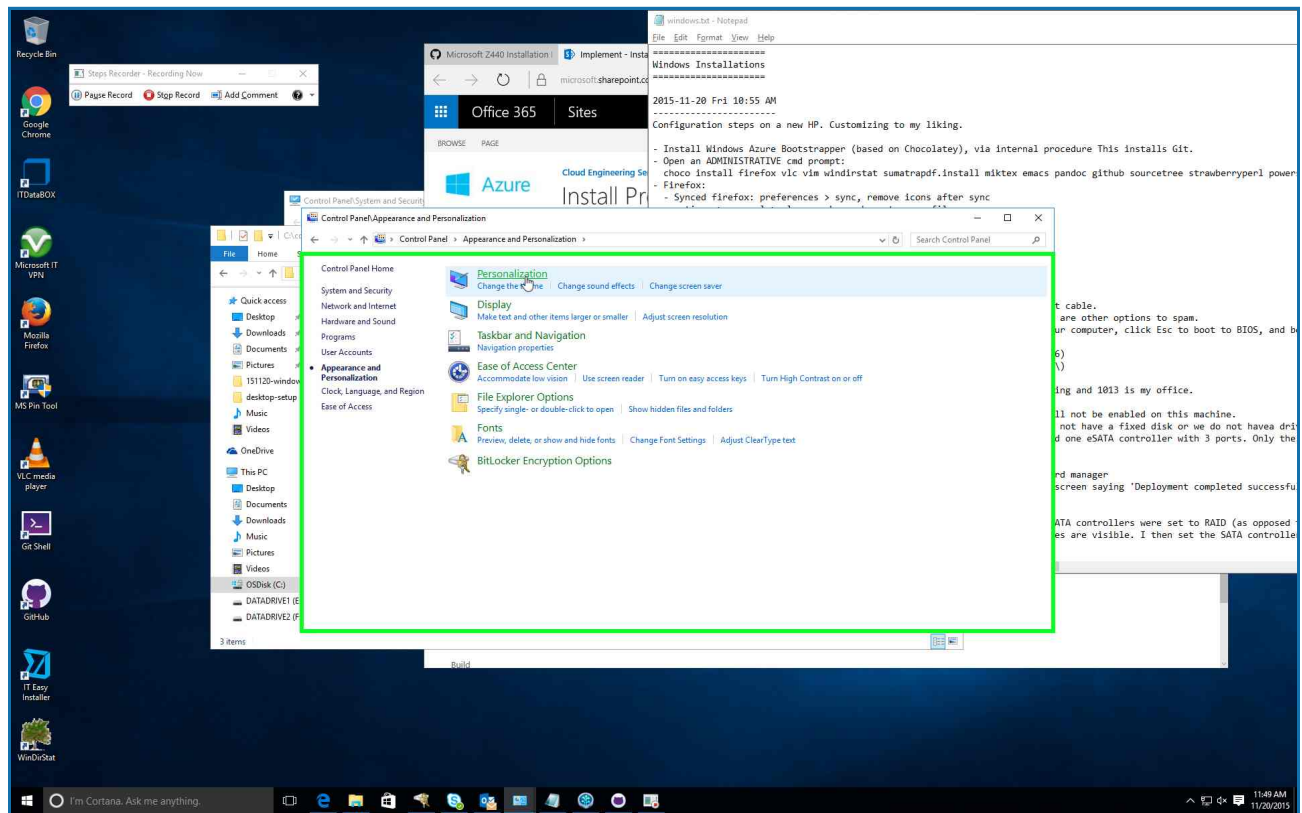 Recycle Bin
Google
Chrome
ITDataBOX
Microsoft IT
VPN
Mozilla
Firefox
MS Pin Tool
VLC media
player
Git Shell
GitHub
IT Easy
Installer
WinDirStat
Steps Recorder - Recording Now
Pause Record Stop Record Add Comment
Microsoft Z440 Installation Implement - Insta
microsoft.sharepoint.co
Office 365 Sites
BROWSE PAGE
Cloud Engineering Se
Azure Install Pr
Build
windows.txt - Notepad
File Edit Format View Help
=====================
Windows Installations
=====================
2015-11-20 Fri 10:55 AM
-----------------------
Configuration steps on a new HP. Customizing to my liking.
- Install Windows Azure Bootstrapper (based on Chocolatey), via internal procedure This installs Git.
- Open an ADMINISTRATIVE cmd prompt:
choco install firefox vlc vim windirstat sumatrapdf.install miktex emacs pandoc github sourcetree strawberryperl power
- Firefox:
- Synced firefox: preferences > sync, remove icons after sync
t cable.
are other options to spam.
ur computer, click Esc to boot to BIOS, and b
6)
\)
ing and 1013 is my office.
ll not be enabled on this machine.
not have a fixed disk or we do not havea dri
d one eSATA controller with 3 ports. Only the
rd manager
screen saying 'Deployment completed successfu
ATA controllers were set to RAID (as opposed
es are visible. I then set the SATA controlle
Control Panel\System and Securit
File Home S
Quick access
Desktop
Downloads
Documents
Pictures
151120-window
desktop-setup
Music
Videos
OneDrive
This PC
Desktop
Documents
Downloads
Music
Pictures
Videos
OSDisk (C:)
DATADRIVE1 (E
DATADRIVE2 (F
3 items
Control Panel\Appearance and Personalization
Control Panel > Appearance and Personalization >
Search Control Panel
Control Panel Home
System and Security
Network and Internet
Hardware and Sound
Programs
User Accounts
Appearance and
Personalization
Clock, Language, and Region
Ease of Access
Personalization
Change the Change sound effects Change screen saver
Display
Make text and other items larger or smaller Adjust screen resolution
Taskbar and Navigation
Navigation properties
Ease of Access Center
Accommodate low vision Use screen reader Turn on easy access keys Turn High Contrast on or off
File Explorer Options
Specify single- or double-click to open Show hidden files and folders
Fonts
Preview, delete, or show and hide fonts Change Font Settings Adjust ClearType text
BitLocker Encryption Options
I'm Cortana. Ask me anything.
11:49 AM
11/20/2015